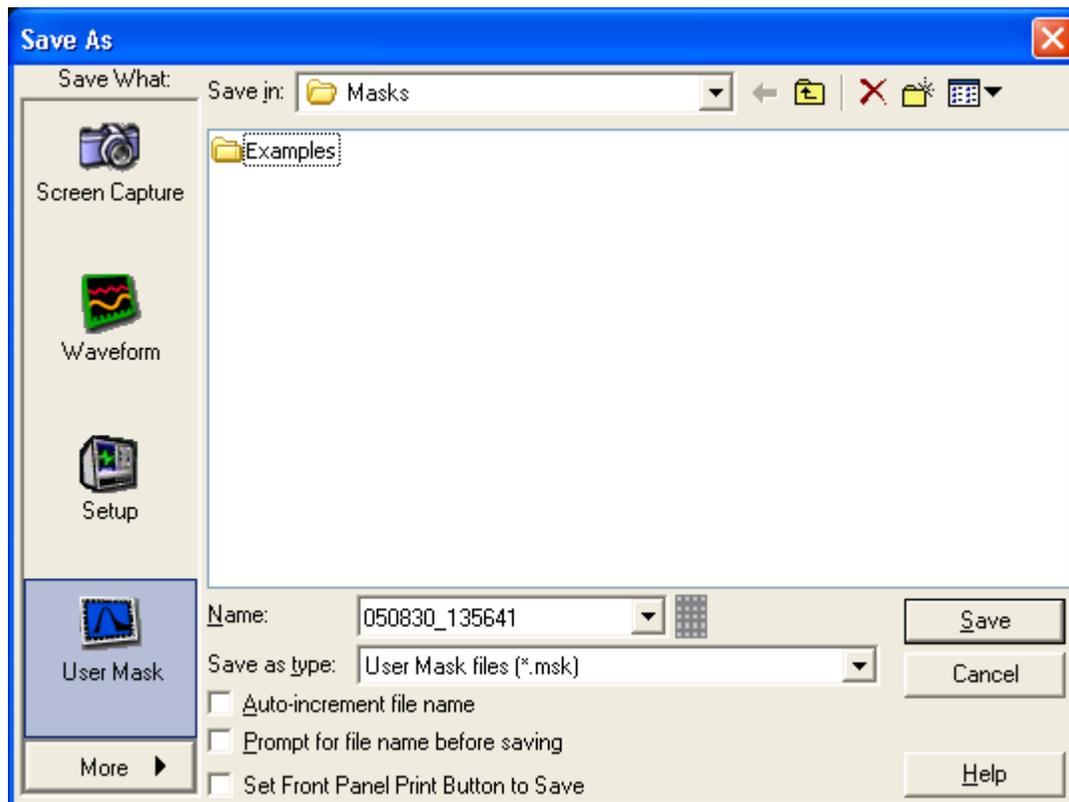 Save As
Save What:
Save in:
Masks
Examples
Screen Capture
Waveform
Setup
User Mask
More
Name:
050830_135641
Save
Save as type:
User Mask files (*.msk)
Cancel
Auto-increment file name
Prompt for file name before saving
Set Front Panel Print Button to Save
Help